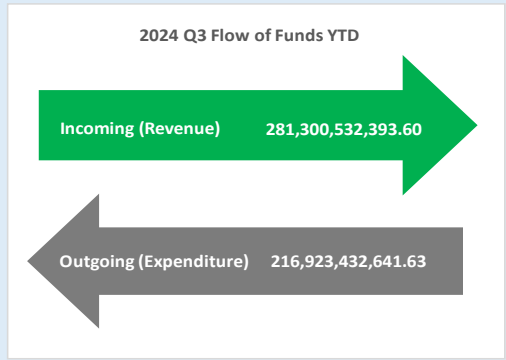 2024 Q3 Flow of Funds YTD
Incoming (Revenue) 281,300,532,393.60
Outgoing (Expenditure) 216,923,432,641.63